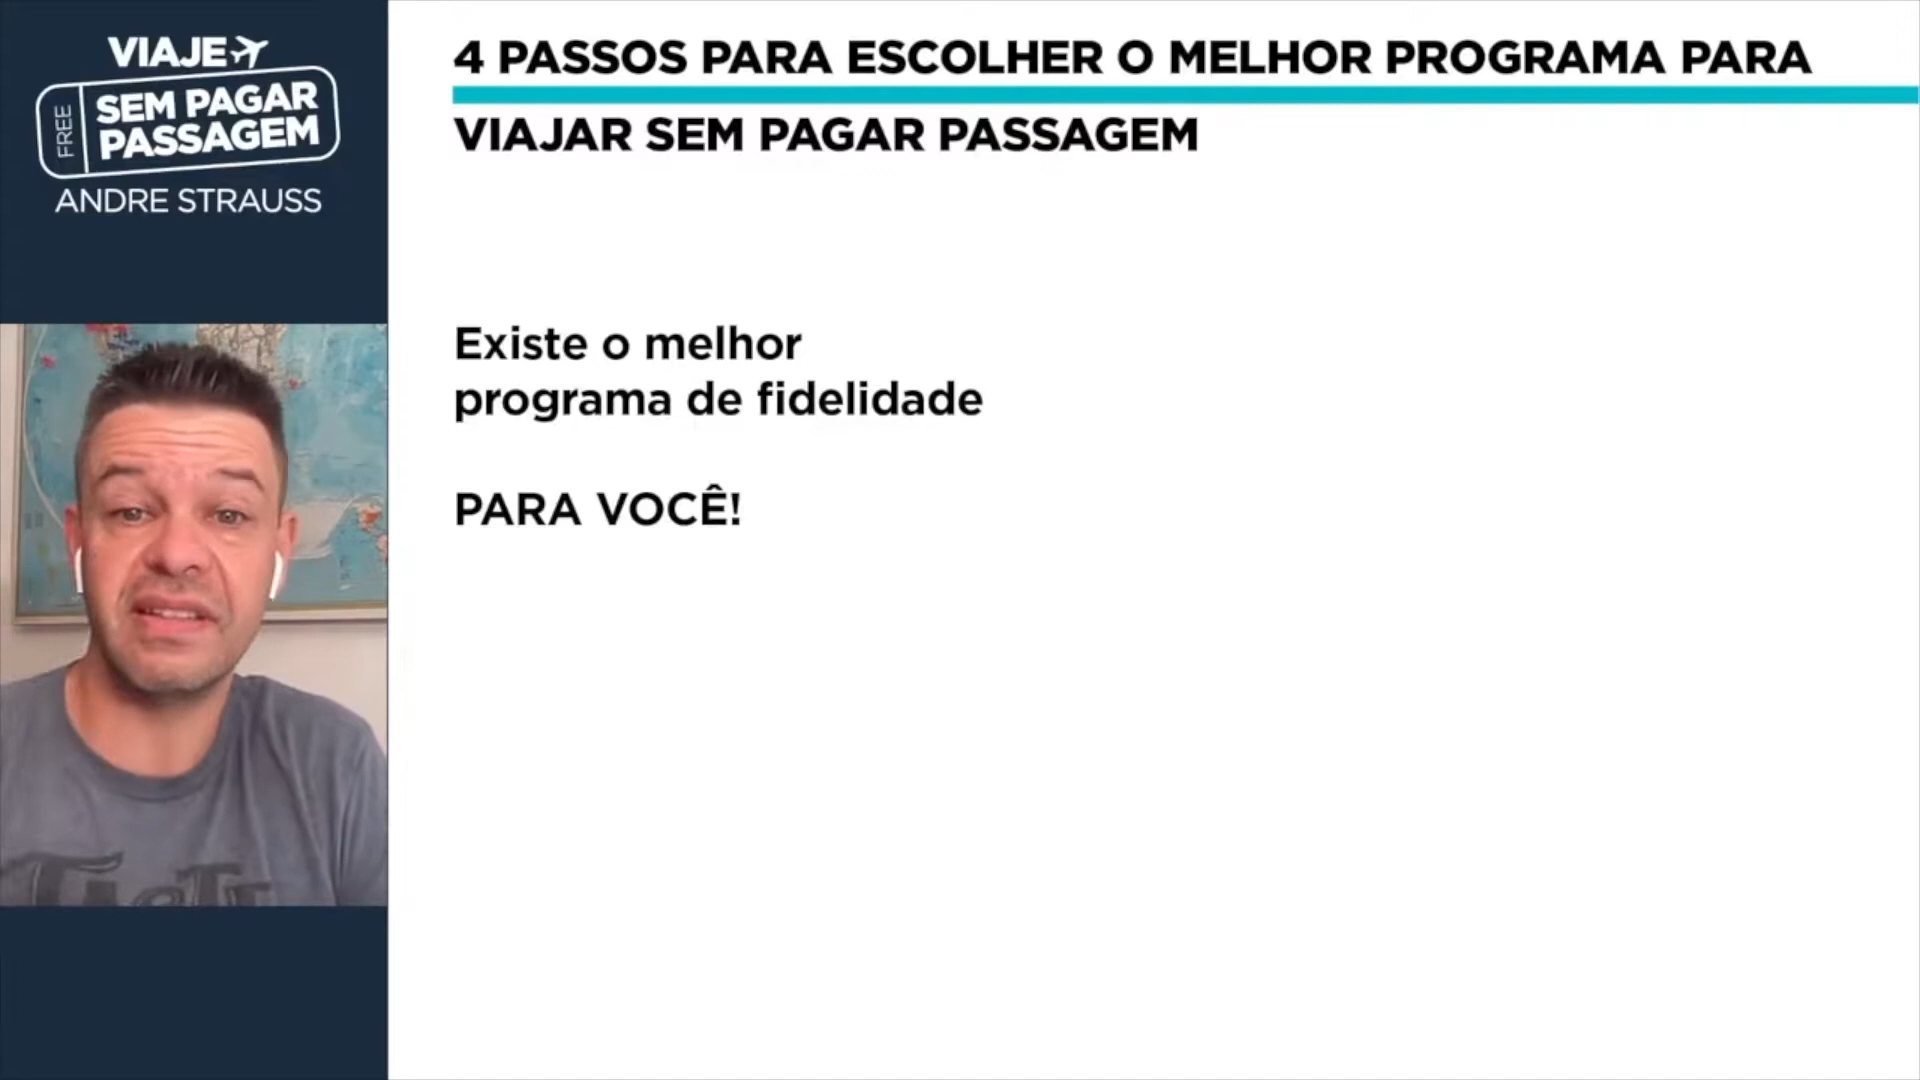 VIAJE
FREE
SEM PAGAR
PASSAGEM
ANDRE STRAUSS
4 PASSOS PARA ESCOLHER O MELHOR PROGRAMA PARA
VIAJAR SEM PAGAR PASSAGEM
Existe o melhor
programa de fidelidade
PARA VOCÊ!